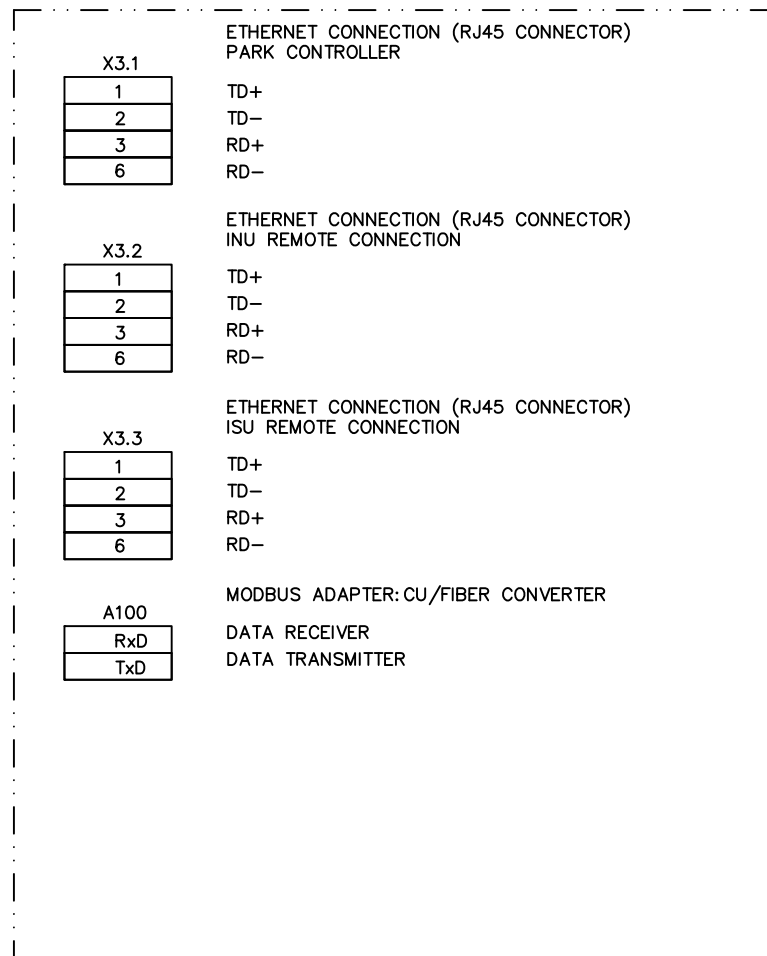 ETHERNET CONNECTION (RJ45 CONNECTOR)
PARK CONTROLLER
X3.1
1 TD+
2 TD−
3 RD+
6 RD−
ETHERNET CONNECTION (RJ45 CONNECTOR)
INU REMOTE CONNECTION
X3.2
1 TD+
2 TD−
3 RD+
6 RD−
ETHERNET CONNECTION (RJ45 CONNECTOR)
ISU REMOTE CONNECTION
X3.3
1 TD+
2 TD−
3 RD+
6 RD−
MODBUS ADAPTER: CU/FIBER CONVERTER
A100
RxD DATA RECEIVER
TxD DATA TRANSMITTER